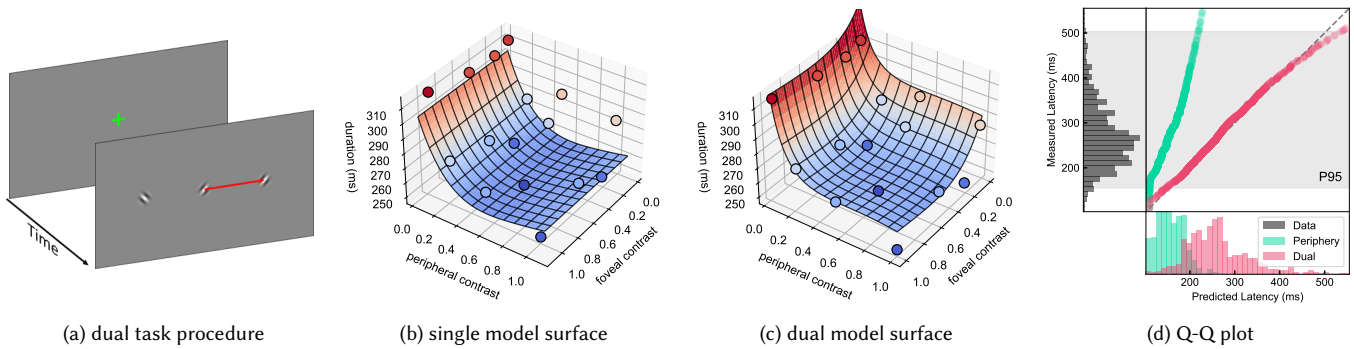 Time
(a) dual task procedure
310
300
290
280
270
260
250
duration (ms)
0.0
0.2
0.4
0.6
0.8
1.0
peripheral contrast
0.0
0.2
0.4
0.6
0.8
1.0
foveal contrast
(b) single model surface
310
300
290
280
270
260
250
duration (ms)
0.0
0.2
0.4
0.6
0.8
1.0
peripheral contrast
0.0
0.2
0.4
0.6
0.8
1.0
foveal contrast
(c) dual model surface
Measured Latency (ms)
500
400
300
200
P95
Data
Periphery
Dual
200 300 400 500
Predicted Latency (ms)
(d) Q-Q plot